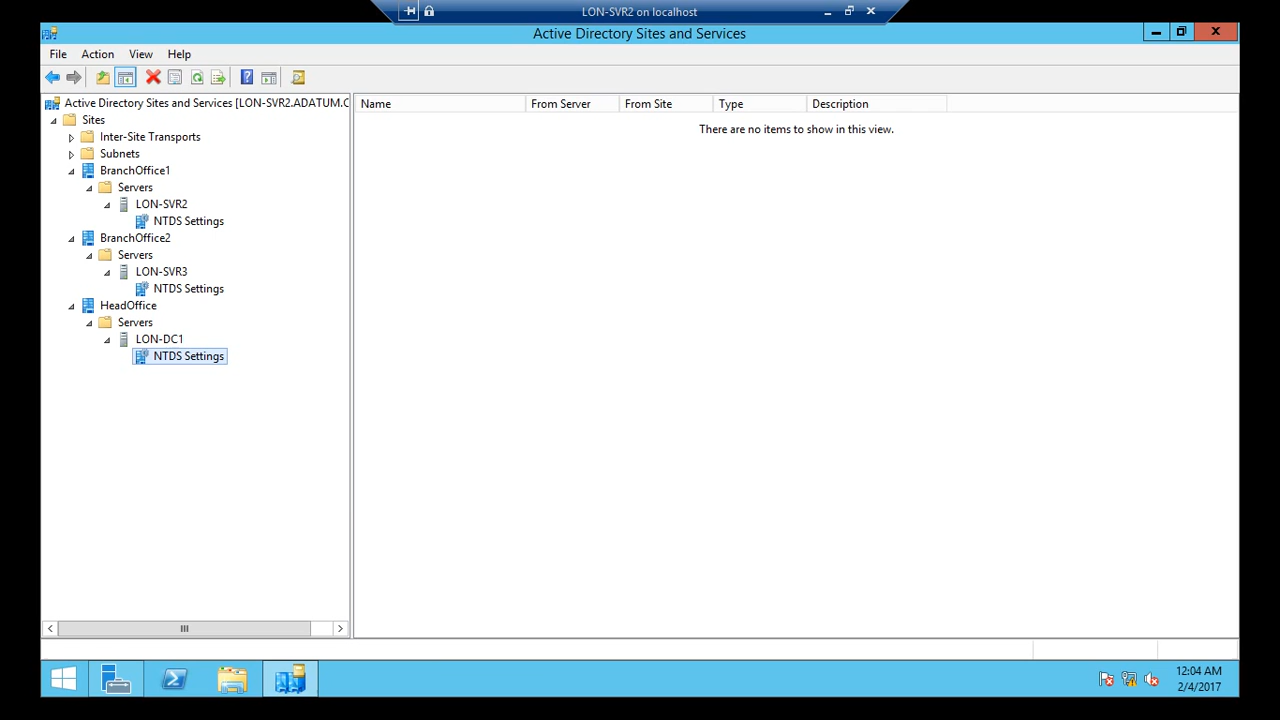 LON-SVR2 on localhost
Active Directory Sites and Services
File Action View Help
Active Directory Sites and Services [LON-SVR2.ADATUM.C
Sites
Inter-Site Transports
Subnets
BranchOffice1
Servers
LON-SVR2
NTDS Settings
BranchOffice2
Servers
LON-SVR3
NTDS Settings
HeadOffice
Servers
LON-DC1
NTDS Settings
Name From Server From Site Type Description
There are no items to show in this view.
12:04 AM
2/4/2017